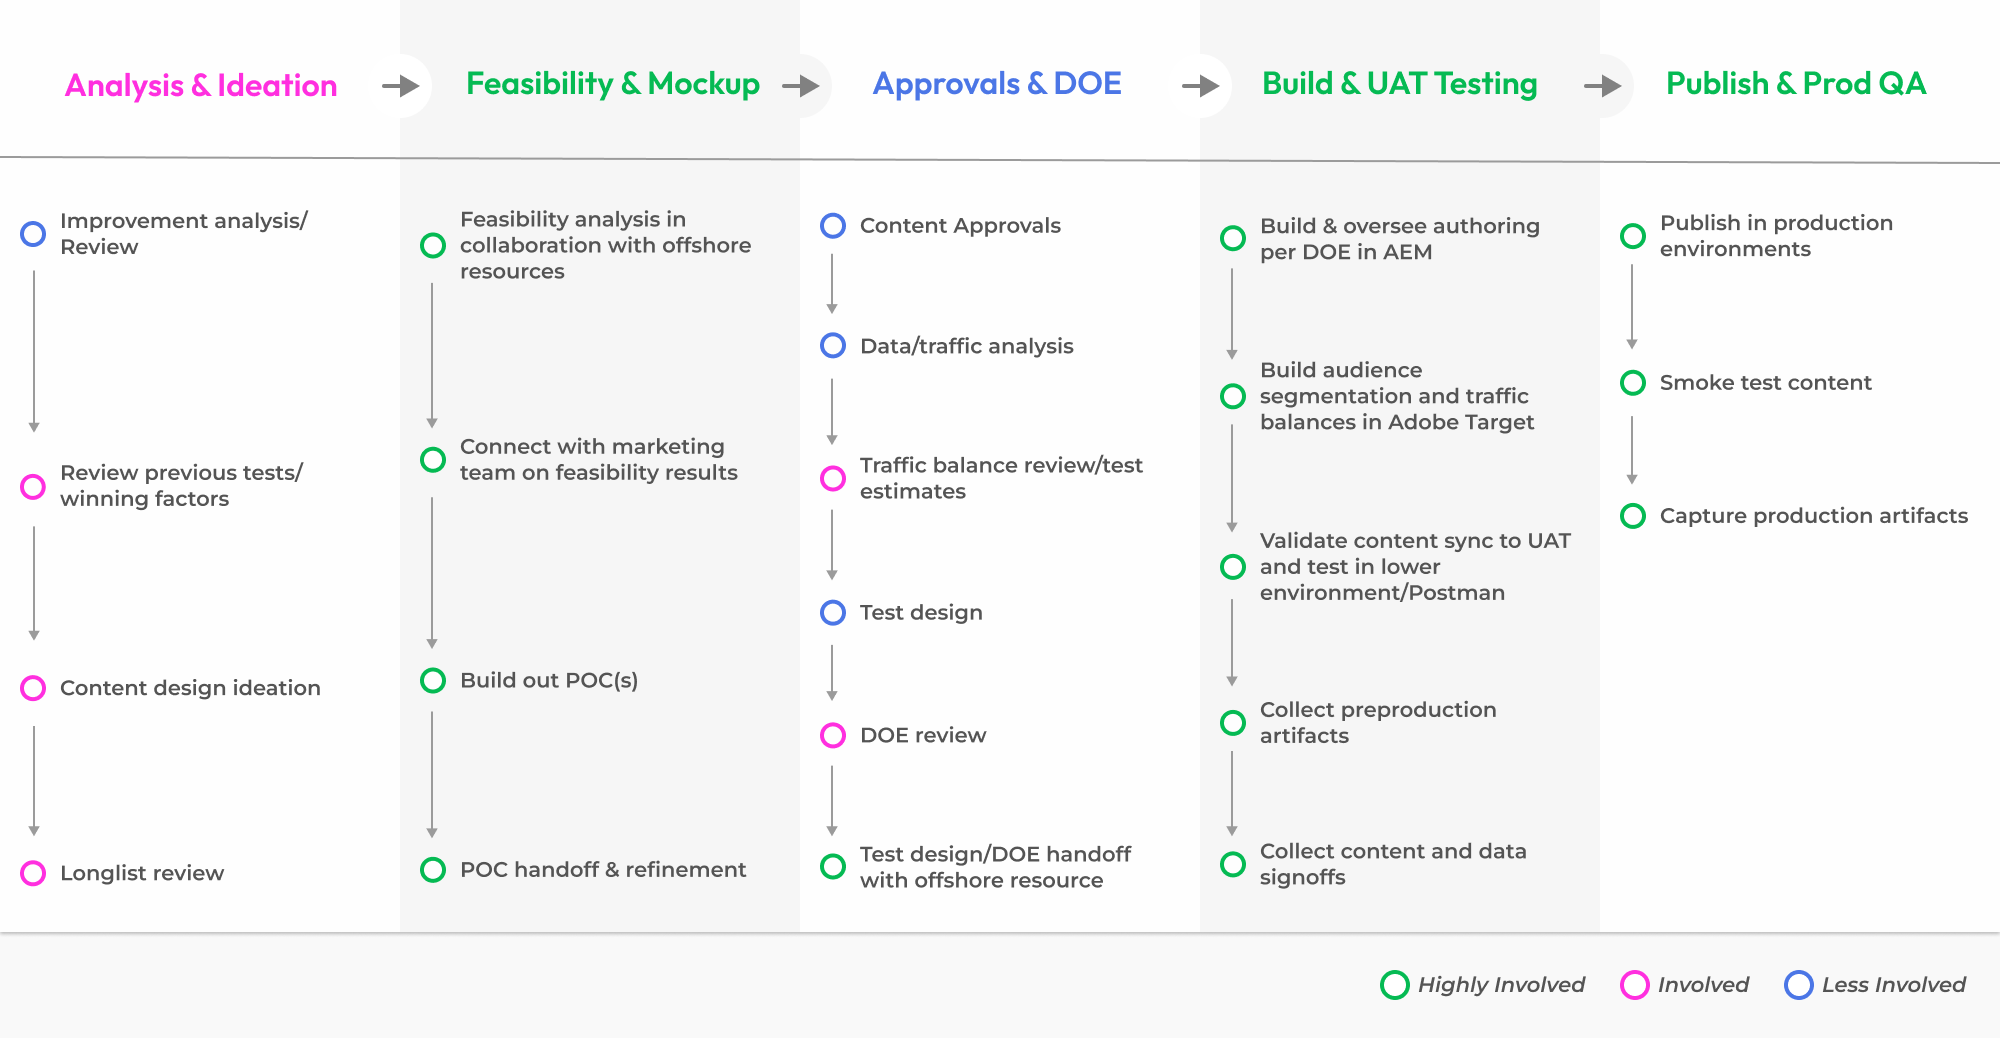 Analysis & Ideation
Feasibility & Mockup
Approvals & DOE
Build & UAT Testing
Publish & Prod QA
Improvement analysis/
Review
Review previous tests/
winning factors
Content design ideation
Longlist review
Feasibility analysis in
collaboration with offshore
resources
Connect with marketing
team on feasibility results
Build out POC(s)
POC handoff & refinement
Content Approvals
Data/traffic analysis
Traffic balance review/test
estimates
Test design
DOE review
Test design/DOE handoff
with offshore resource
Build & oversee authoring
per DOE in AEM
Build audience
segmentation and traffic
balances in Adobe Target
Validate content sync to UAT
and test in lower
environment/Postman
Collect preproduction
artifacts
Collect content and data
signoffs
Publish in production
environments
Smoke test content
Capture production artifacts
Highly Involved
Involved
Less Involved